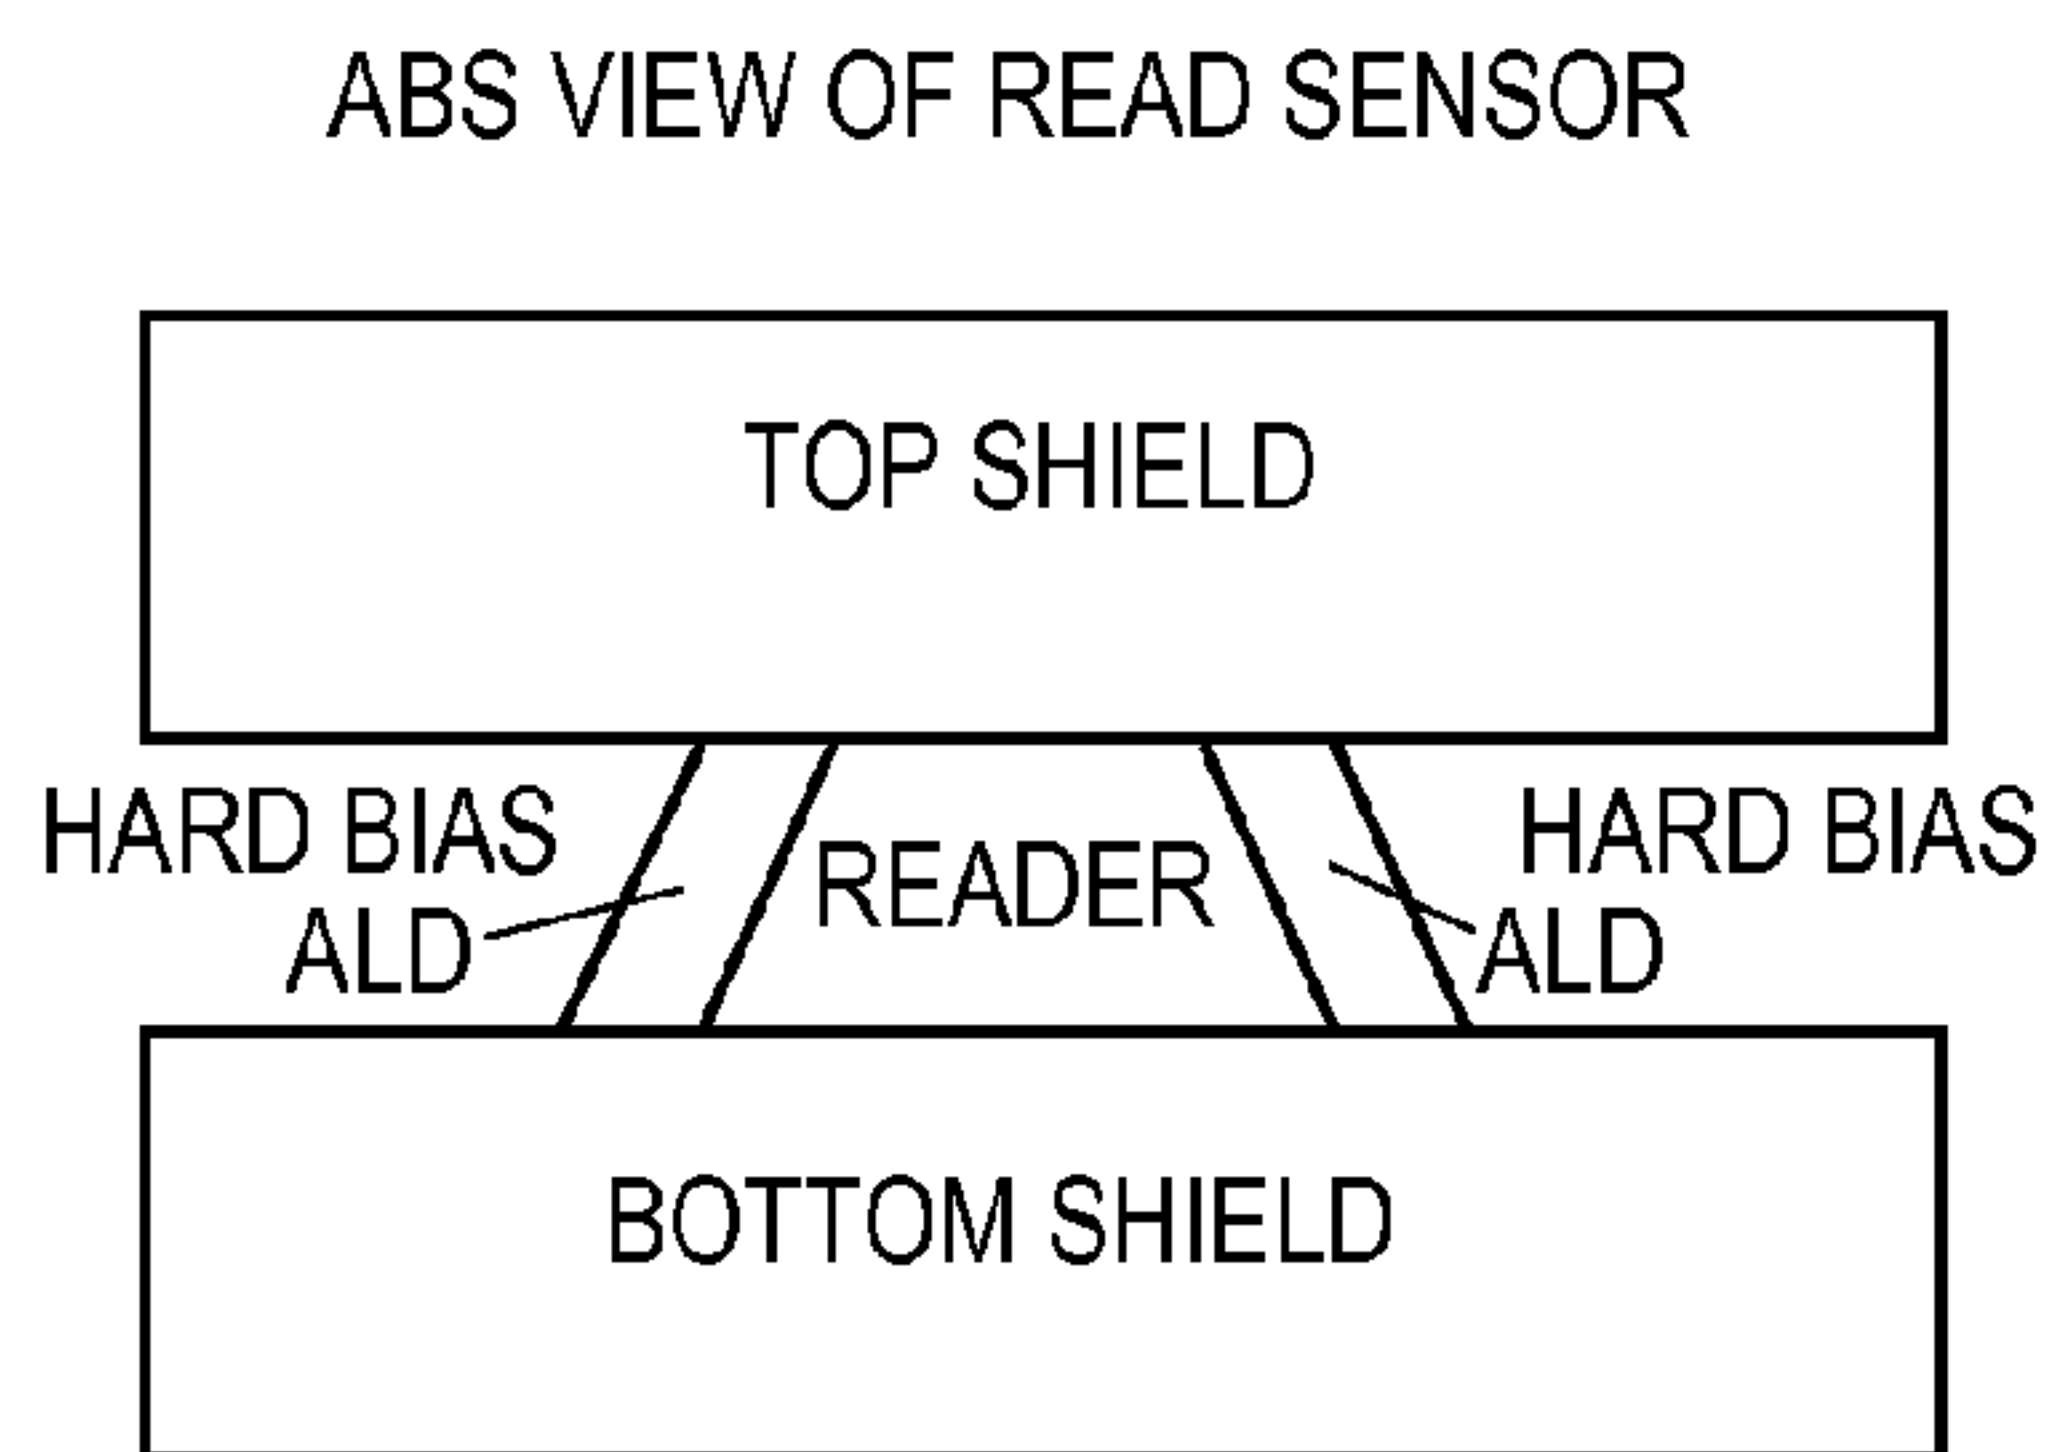 ABS VIEW OF READ SENSOR
TOP SHIELD
HARD BIAS
READER
HARD BIAS
ALD
ALD
BOTTOM SHIELD